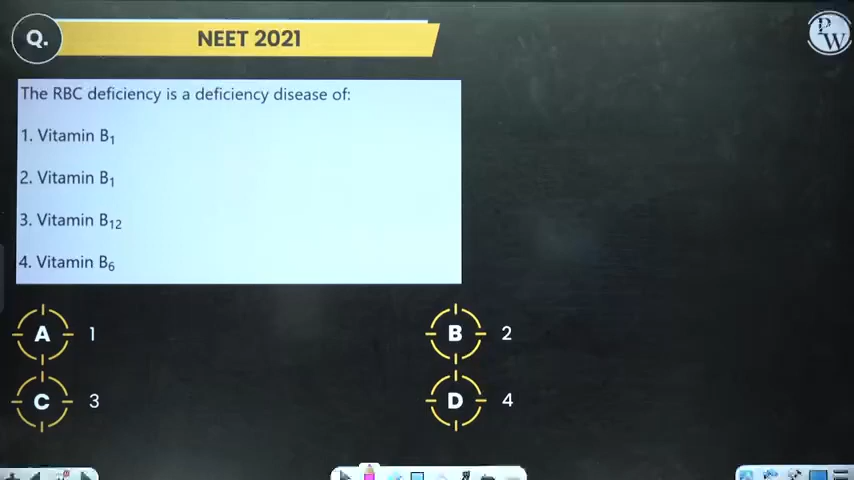 Q.
NEET 2021
PW
The RBC deficiency is a deficiency disease of:
1. Vitamin B₁
2. Vitamin B₁
3. Vitamin B₁₂
4. Vitamin B₆
A 1
B 2
C 3
D 4